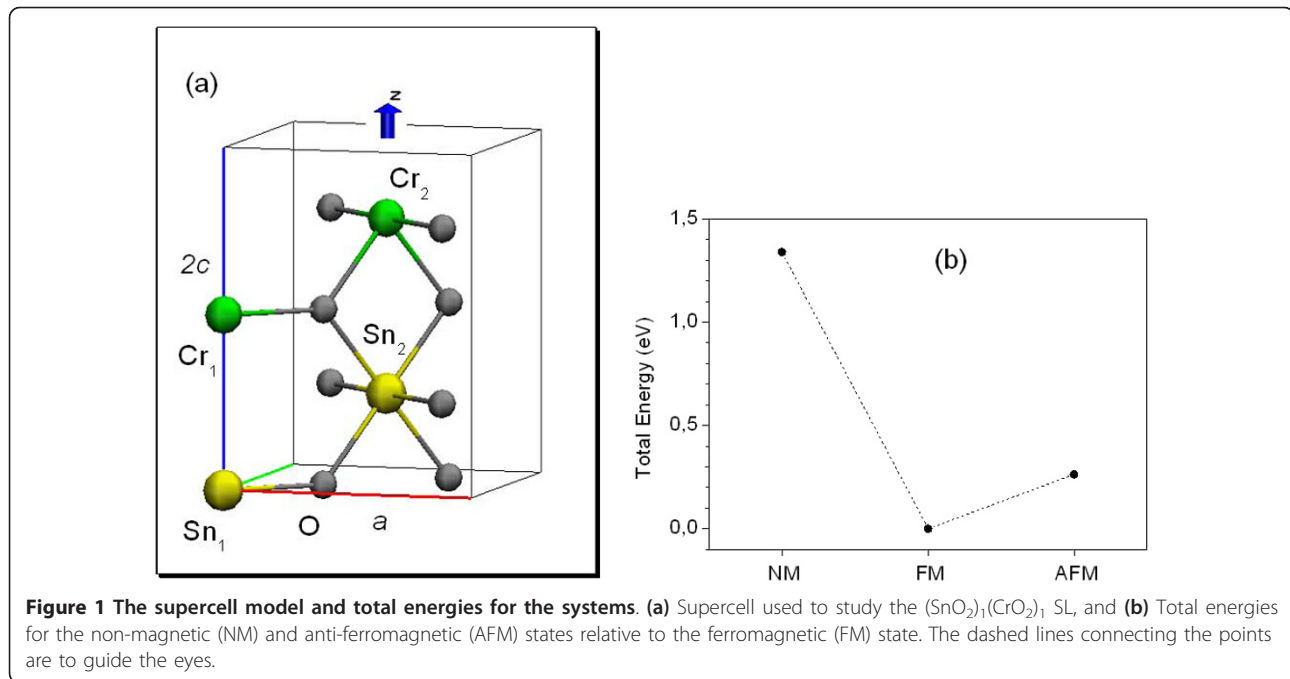 (a)
z
Cr₂
2c
Cr₁
Sn₂
Sn₁
O
a
(b)
Total Energy (eV)
1,5
1,0
0,5
0,0
NM
FM
AFM
Figure 1 The supercell model and total energies for the systems. (a) Supercell used to study the (SnO₂)₁(CrO₂)₁ SL, and (b) Total energies
for the non-magnetic (NM) and anti-ferromagnetic (AFM) states relative to the ferromagnetic (FM) state. The dashed lines connecting the points
are to guide the eyes.